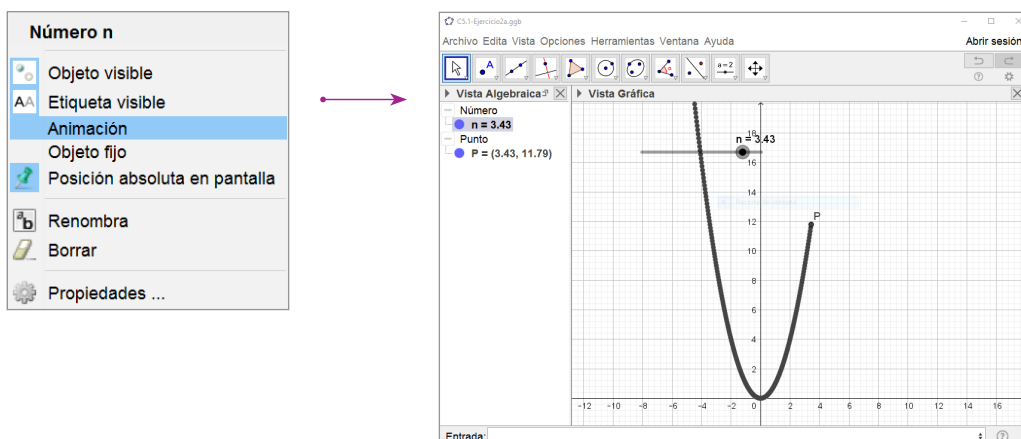 Número n
Objeto visible
AA Etiqueta visible
Animación
Objeto fijo
Posición absoluta en pantalla
ab Renombra
Borrar
Propiedades ...
C5.1-Ejercicio2a.ggb
Archivo Edita Vista Opciones Herramientas Ventana Ayuda
Abrir sesión
A
a=2
Vista Algebraica
Vista Gráfica
Número
n = 3.43
Punto
P = (3.43, 11.79)
n = 3.43
18
14
12
P
10
8
6
4
2
-12 -10 -8 -6 -4 -2 0 2 4 6 8 10 12 14 16
Entrada: